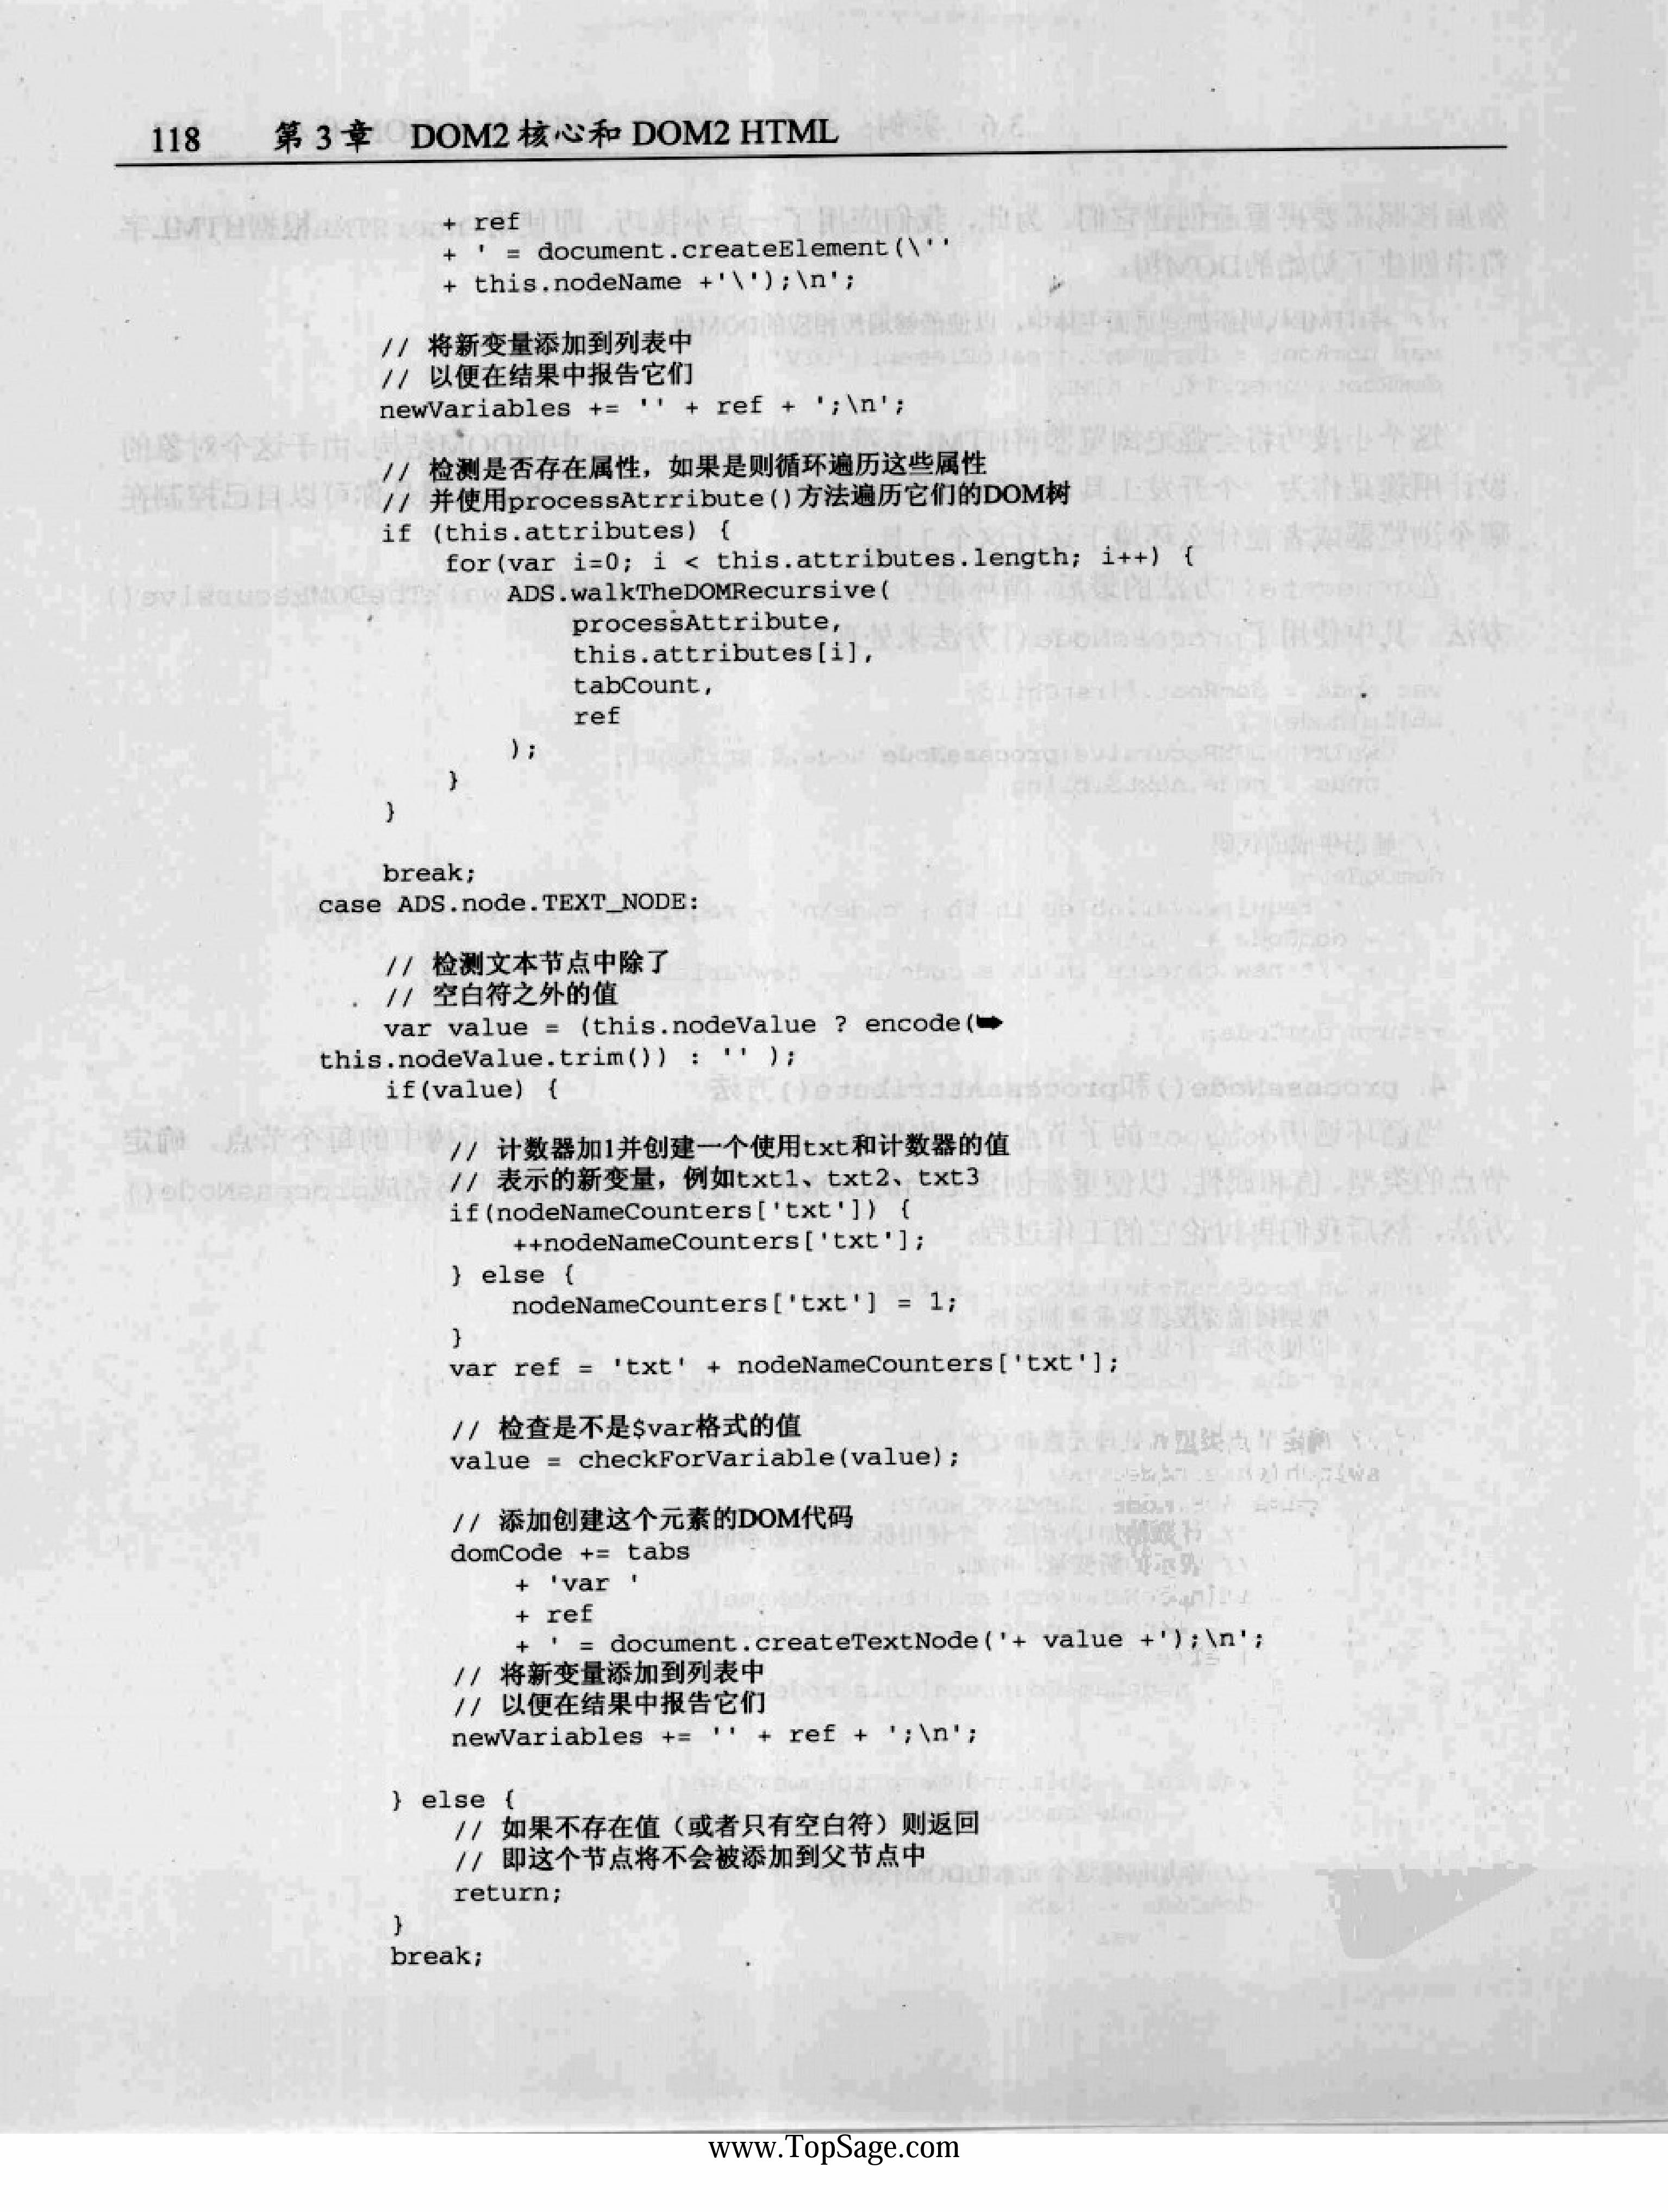 118 第 3 章 DOM2 核心和 DOM2 HTML
+ ref
+ ' = document.createElement(\''
+ this.nodeName +'\');\n';
// 将新变量添加到列表中
// 以便在结果中报告它们
newVariables += '' + ref + ';\n';
// 检测是否存在属性，如果是则循环遍历这些属性
// 并使用processAtrribute()方法遍历它们的DOM树
if (this.attributes) {
for(var i=0; i < this.attributes.length; i++) {
ADS.walkTheDOMRecursive(
processAttribute,
this.attributes[i],
tabCount,
ref
);
}
}
break;
case ADS.node.TEXT_NODE:
// 检测文本节点中除了
// 空白符之外的值
var value = (this.nodeValue ? encode(➥
this.nodeValue.trim()) : '' );
if(value) {
// 计数器加1并创建一个使用txt和计数器的值
// 表示的新变量，例如txt1、txt2、txt3
if(nodeNameCounters['txt']) {
++nodeNameCounters['txt'];
} else {
nodeNameCounters['txt'] = 1;
}
var ref = 'txt' + nodeNameCounters['txt'];
// 检查是不是$var格式的值
value = checkForVariable(value);
// 添加创建这个元素的DOM代码
domCode += tabs
+ 'var '
+ ref
+ ' = document.createTextNode('+ value +');\n';
// 将新变量添加到列表中
// 以便在结果中报告它们
newVariables += '' + ref + ';\n';
} else {
// 如果不存在值（或者只有空白符）则返回
// 即这个节点将不会被添加到父节点中
return;
}
break;
www.TopSage.com